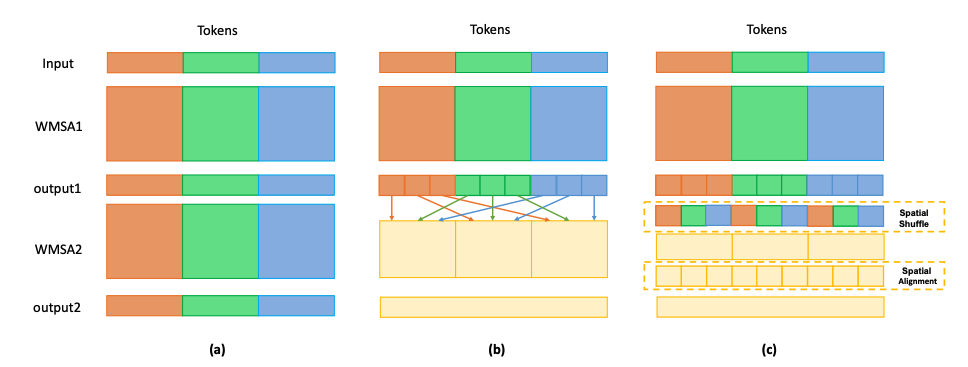 Tokens
Tokens
Tokens
Input
WMSA1
output1
Spatial
Shuffle
WMSA2
Spatial
Alignment
output2
(a)
(b)
(c)